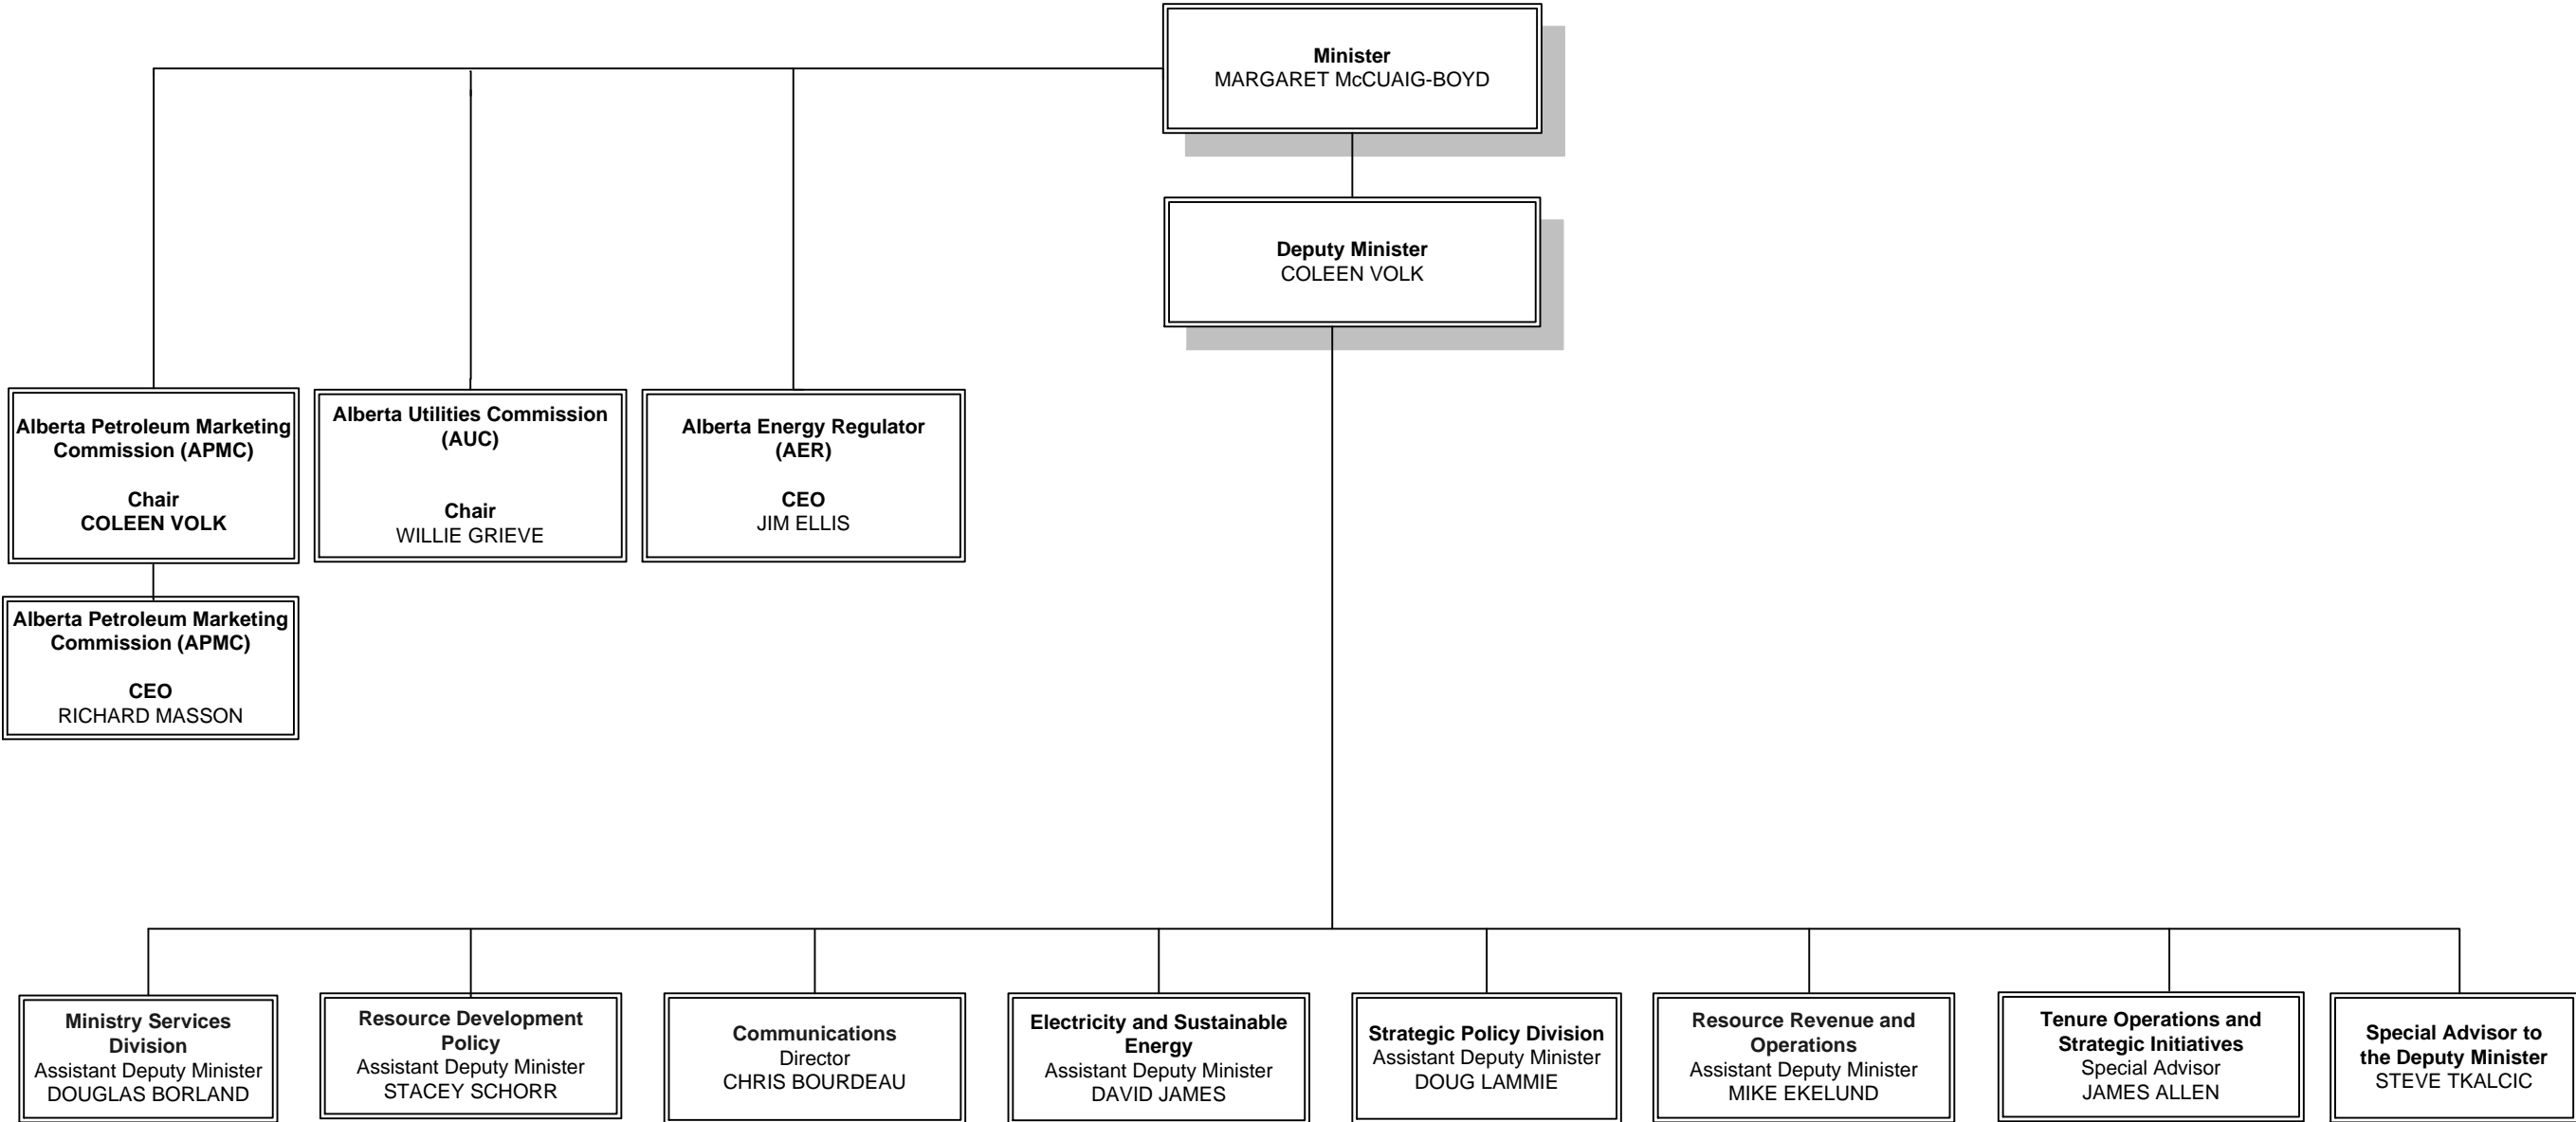 Minister
MARGARET McCUAIG-BOYD
Deputy Minister
COLEEN VOLK
Alberta Petroleum Marketing
Commission (APMC)
Chair
COLEEN VOLK
Alberta Utilities Commission
(AUC)
Chair
WILLIE GRIEVE
Alberta Energy Regulator
(AER)
CEO
JIM ELLIS
Alberta Petroleum Marketing
Commission (APMC)
CEO
RICHARD MASSON
Ministry Services
Division
Assistant Deputy Minister
DOUGLAS BORLAND
Resource Development
Policy
Assistant Deputy Minister
STACEY SCHORR
Communications
Director
CHRIS BOURDEAU
Electricity and Sustainable
Energy
Assistant Deputy Minister
DAVID JAMES
Strategic Policy Division
Assistant Deputy Minister
DOUG LAMMIE
Resource Revenue and
Operations
Assistant Deputy Minister
MIKE EKELUND
Tenure Operations and
Strategic Initiatives
Special Advisor
JAMES ALLEN
Special Advisor to
the Deputy Minister
STEVE TKALCIC